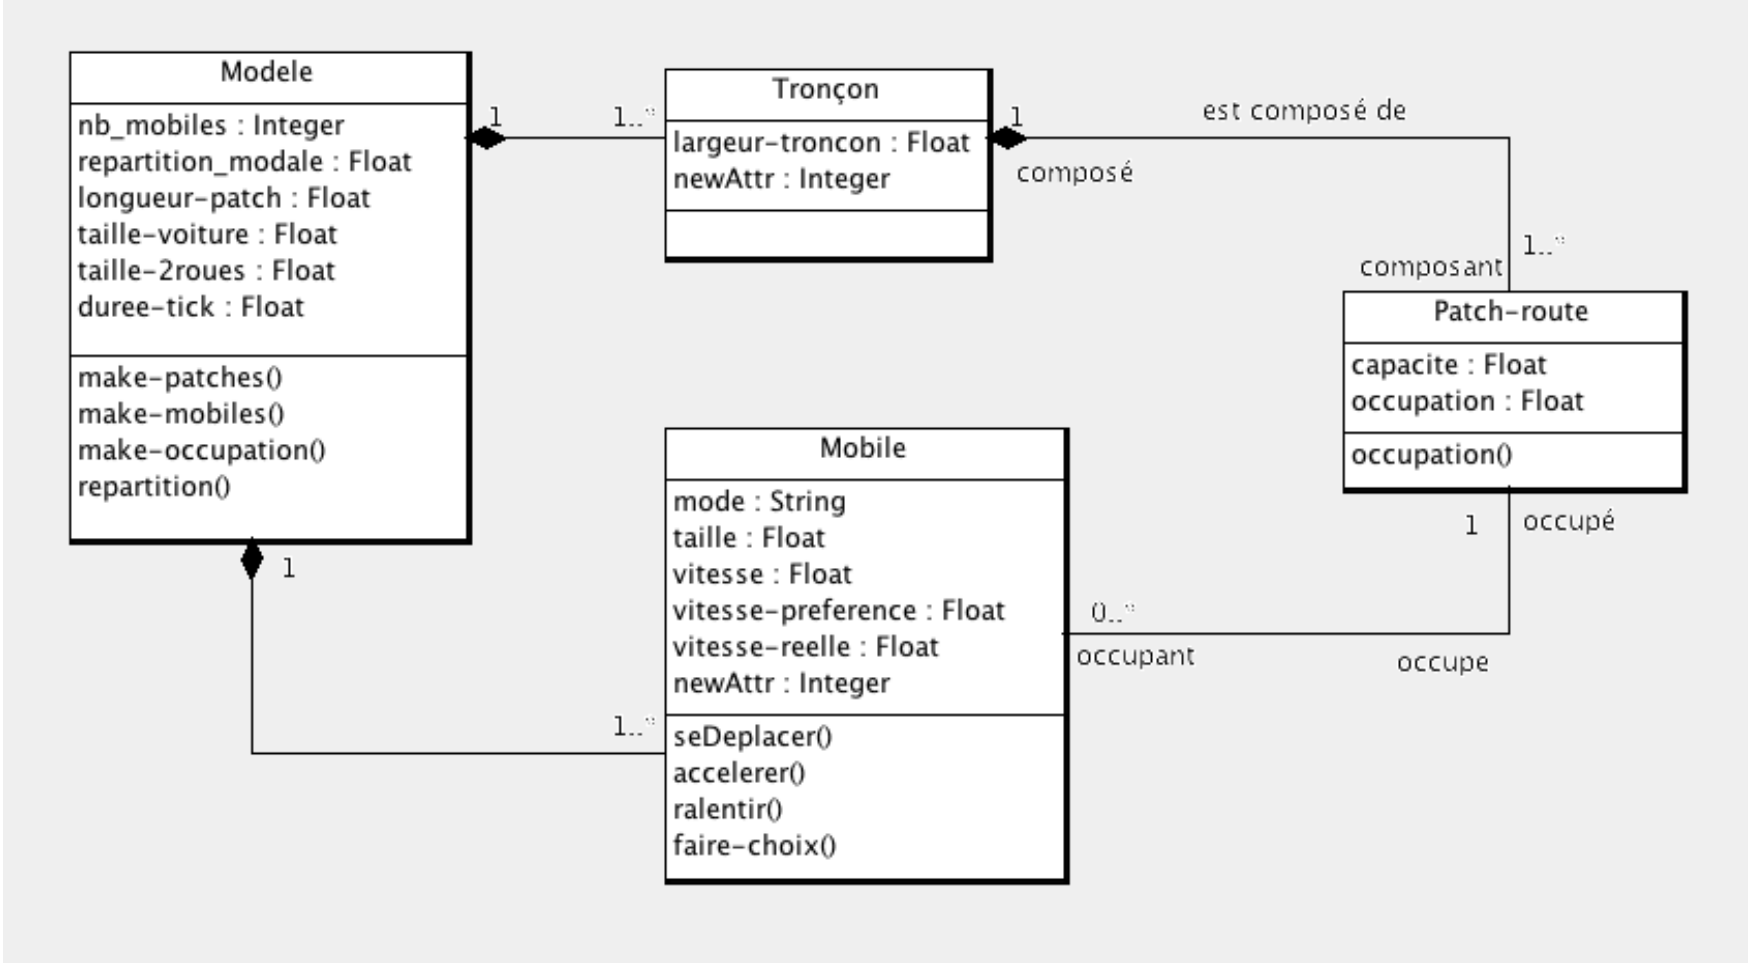 Modele
nb_mobiles : Integer
repartition_modale : Float
longueur-patch : Float
taille-voiture : Float
taille-2roues : Float
duree-tick : Float
make-patches()
make-mobiles()
make-occupation()
repartition()
1
1..*
Tronçon
largeur-troncon : Float
newAttr : Integer
1
composé
est composé de
1..*
composant
Patch-route
capacite : Float
occupation : Float
occupation()
1
occupé
1
1..*
Mobile
mode : String
taille : Float
vitesse : Float
vitesse-preference : Float
vitesse-reelle : Float
newAttr : Integer
seDeplacer()
accelerer()
ralentir()
faire-choix()
0..*
occupant
occupe